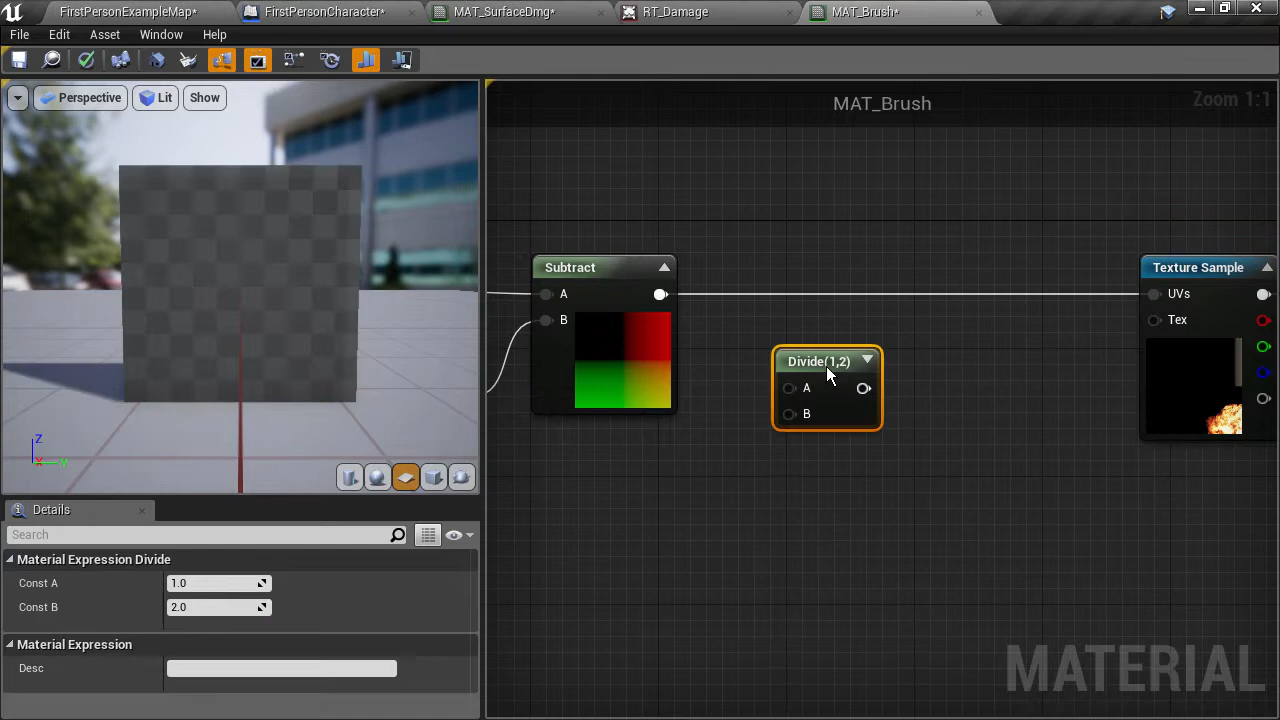 FirstPersonExampleMap*
FirstPersonCharacter*
MAT_SurfaceDmg*
RT_Damage
MAT_Brush*
File Edit Asset Window Help
Perspective
Lit
Show
MAT_Brush
Zoom 1:1
Subtract
A
B
Divide(1,2)
A
B
Texture Sample
UVs
Tex
Z
X
Y
Details
Search
Material Expression Divide
Const A 1.0
Const B 2.0
Material Expression
Desc
MATERIAL